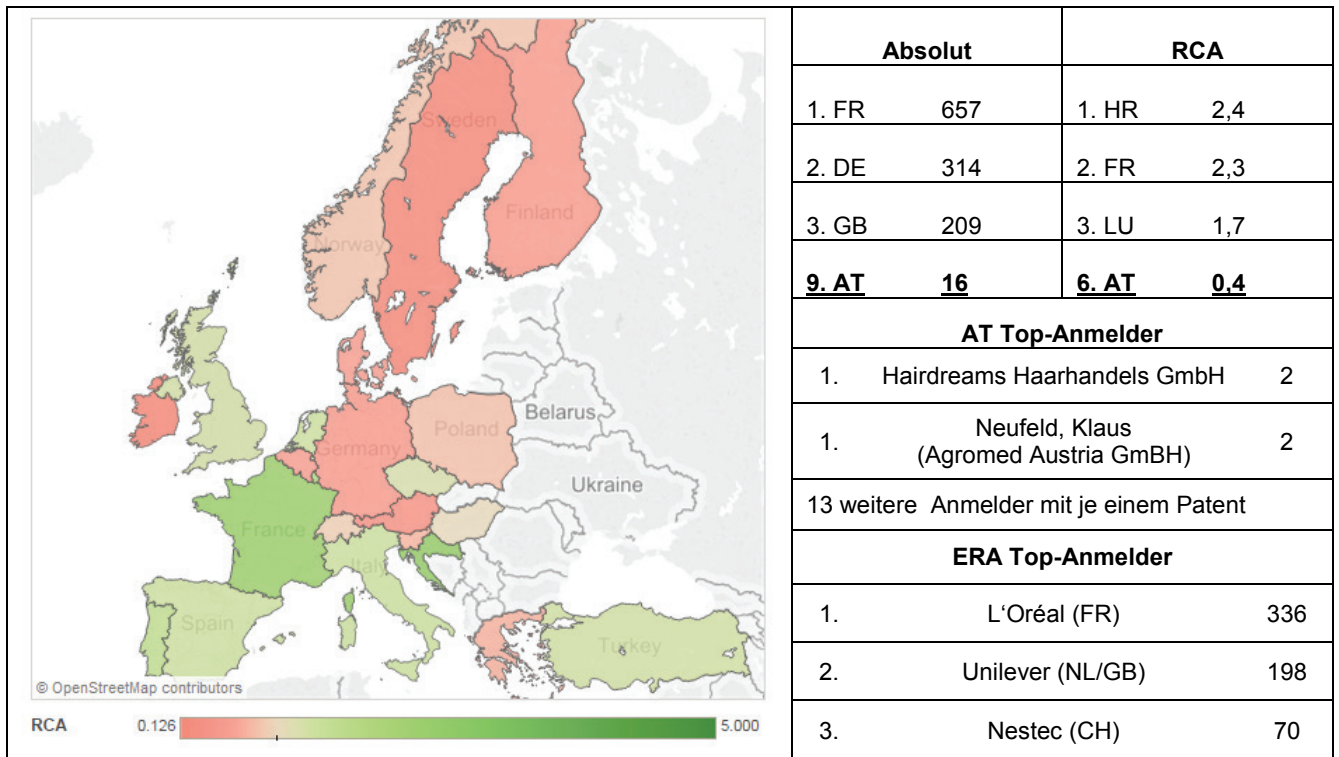 Sweden
Finland
Norway
Belarus
Poland
Germany
Ukraine
France
Italy
Spain
Turkey
© OpenStreetMap contributors
RCA 0.126 5.000
Absolut RCA
1. FR 657 1. HR 2,4
2. DE 314 2. FR 2,3
3. GB 209 3. LU 1,7
9. AT 16 6. AT 0,4
AT Top-Anmelder
1. Hairdreams Haarhandels GmbH 2
1. Neufeld, Klaus
(Agromed Austria GmBH) 2
13 weitere Anmelder mit je einem Patent
ERA Top-Anmelder
1. L‘Oréal (FR) 336
2. Unilever (NL/GB) 198
3. Nestec (CH) 70